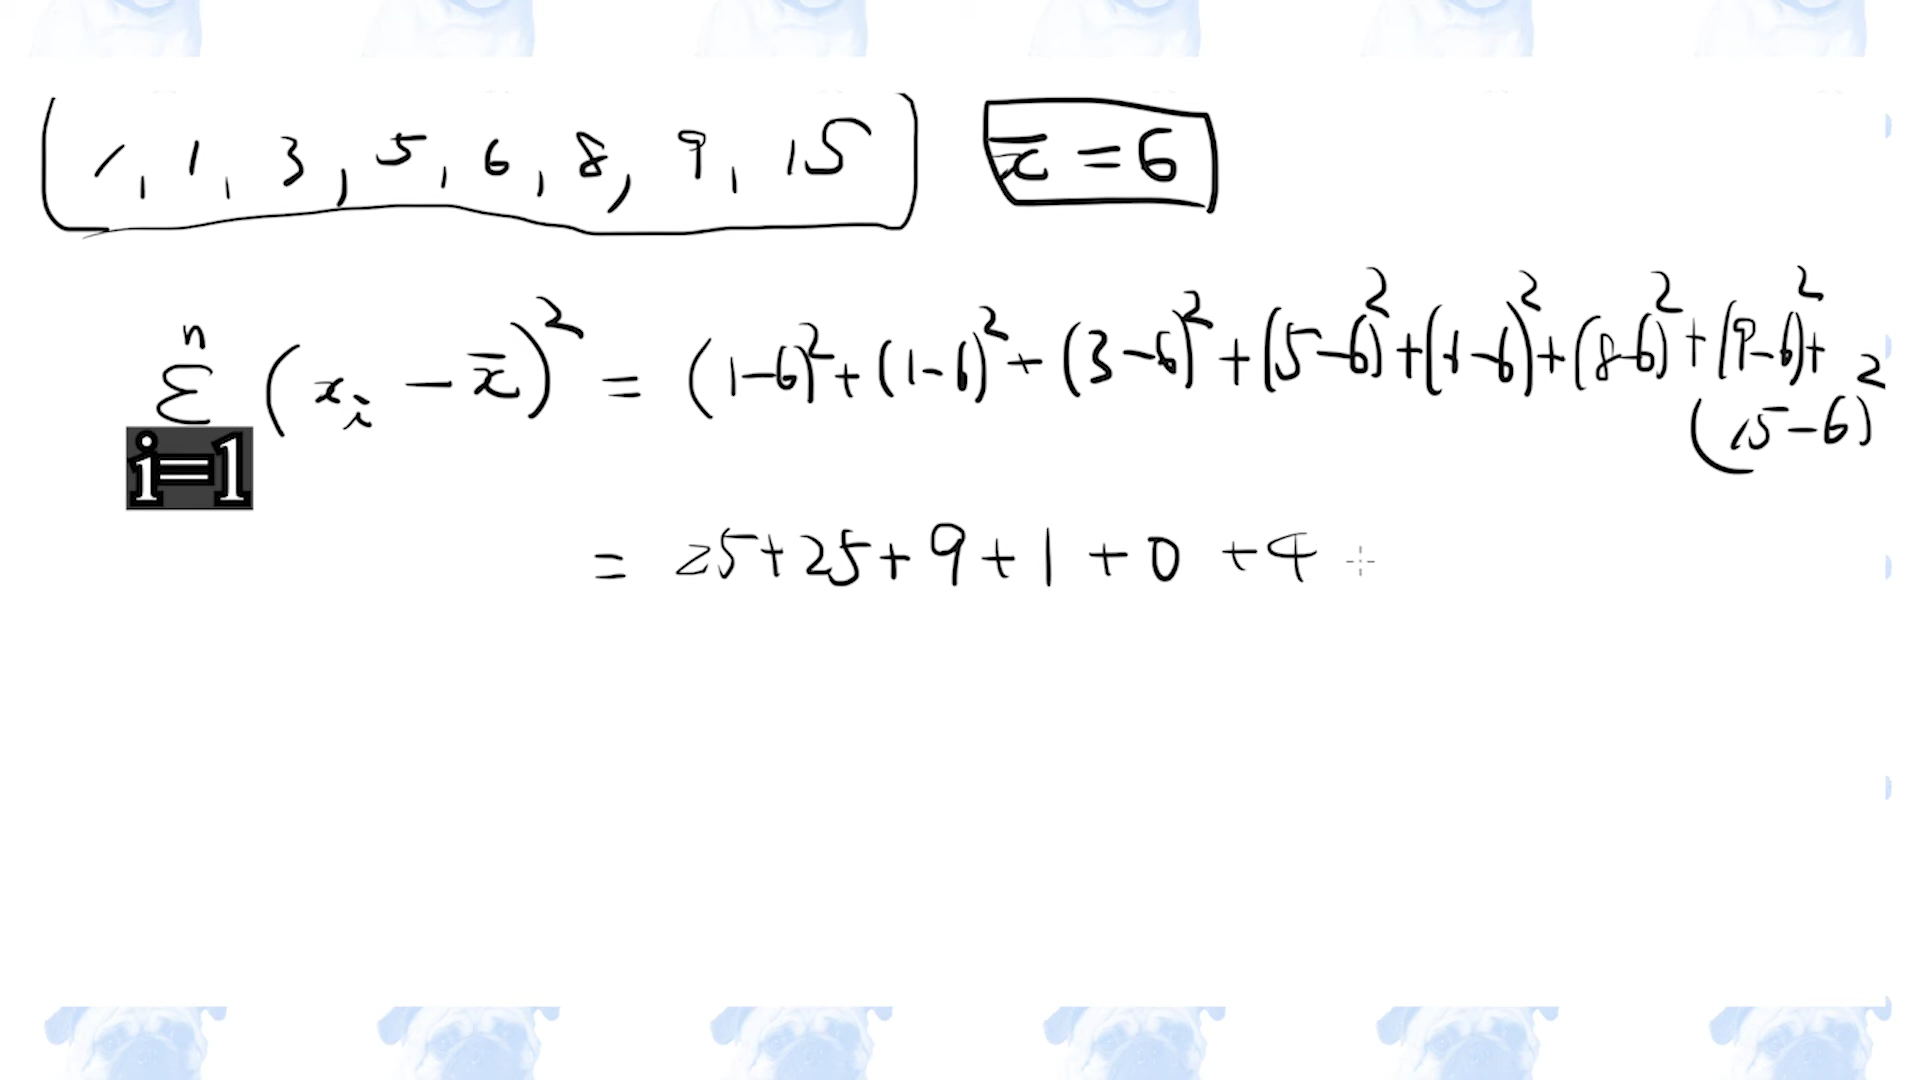 1, 1, 3, 5, 6, 8, 9, 15
x̄ = 6
n
Σ (xᵢ − x̄)² = (1−6)² + (1−6)² + (3−6)² + (5−6)² + (1−6)² + (8−6)² + (9−6)² +
i=1
(15−6)²
= 25 + 25 + 9 + 1 + 0 + 4